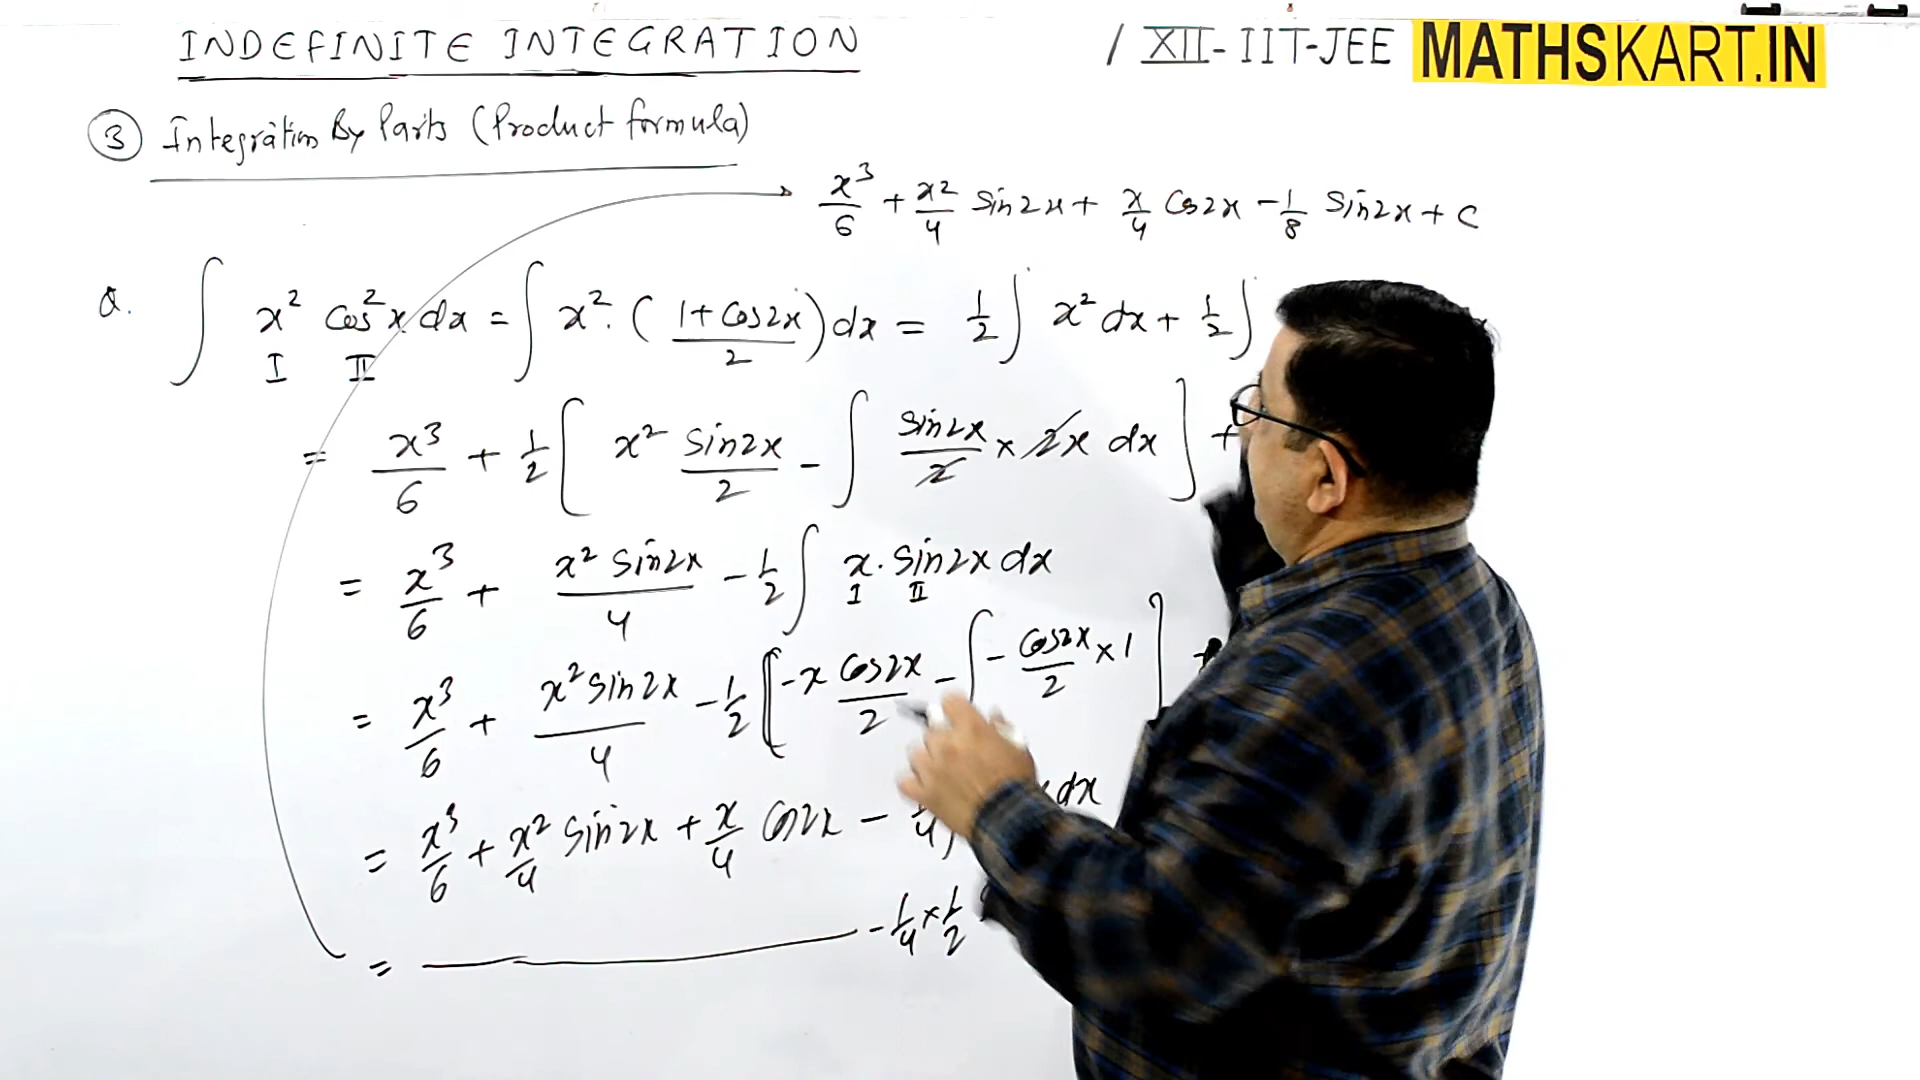 INDEFINITE INTEGRATION / XII-IIT-JEE MATHSKART.IN
③ Integration By Parts (Product formula)
x³/6 + x²/4 Sin2x + x/4 Cos2x - 1/8 Sin2x + C
Q. ∫ x² Cos²x dx = ∫ x². (1+Cos2x/2) dx = 1/2 ∫ x² dx + 1/2 ∫
I II
= x³/6 + 1/2 [ x² Sin2x/2 - ∫ Sin2x/2 × 2x dx ] +
= x³/6 + x² Sin2x/4 - 1/2 ∫ x. Sin2x dx
I II
= x³/6 + x² Sin2x/4 - 1/2 [ -x Cos2x/2 - ∫ - Cos2x/2 × 1 ]
= x³/6 + x²/4 Sin2x + x/4 Cos2x - 1/4 ∫ dx
= - 1/4 × 1/2